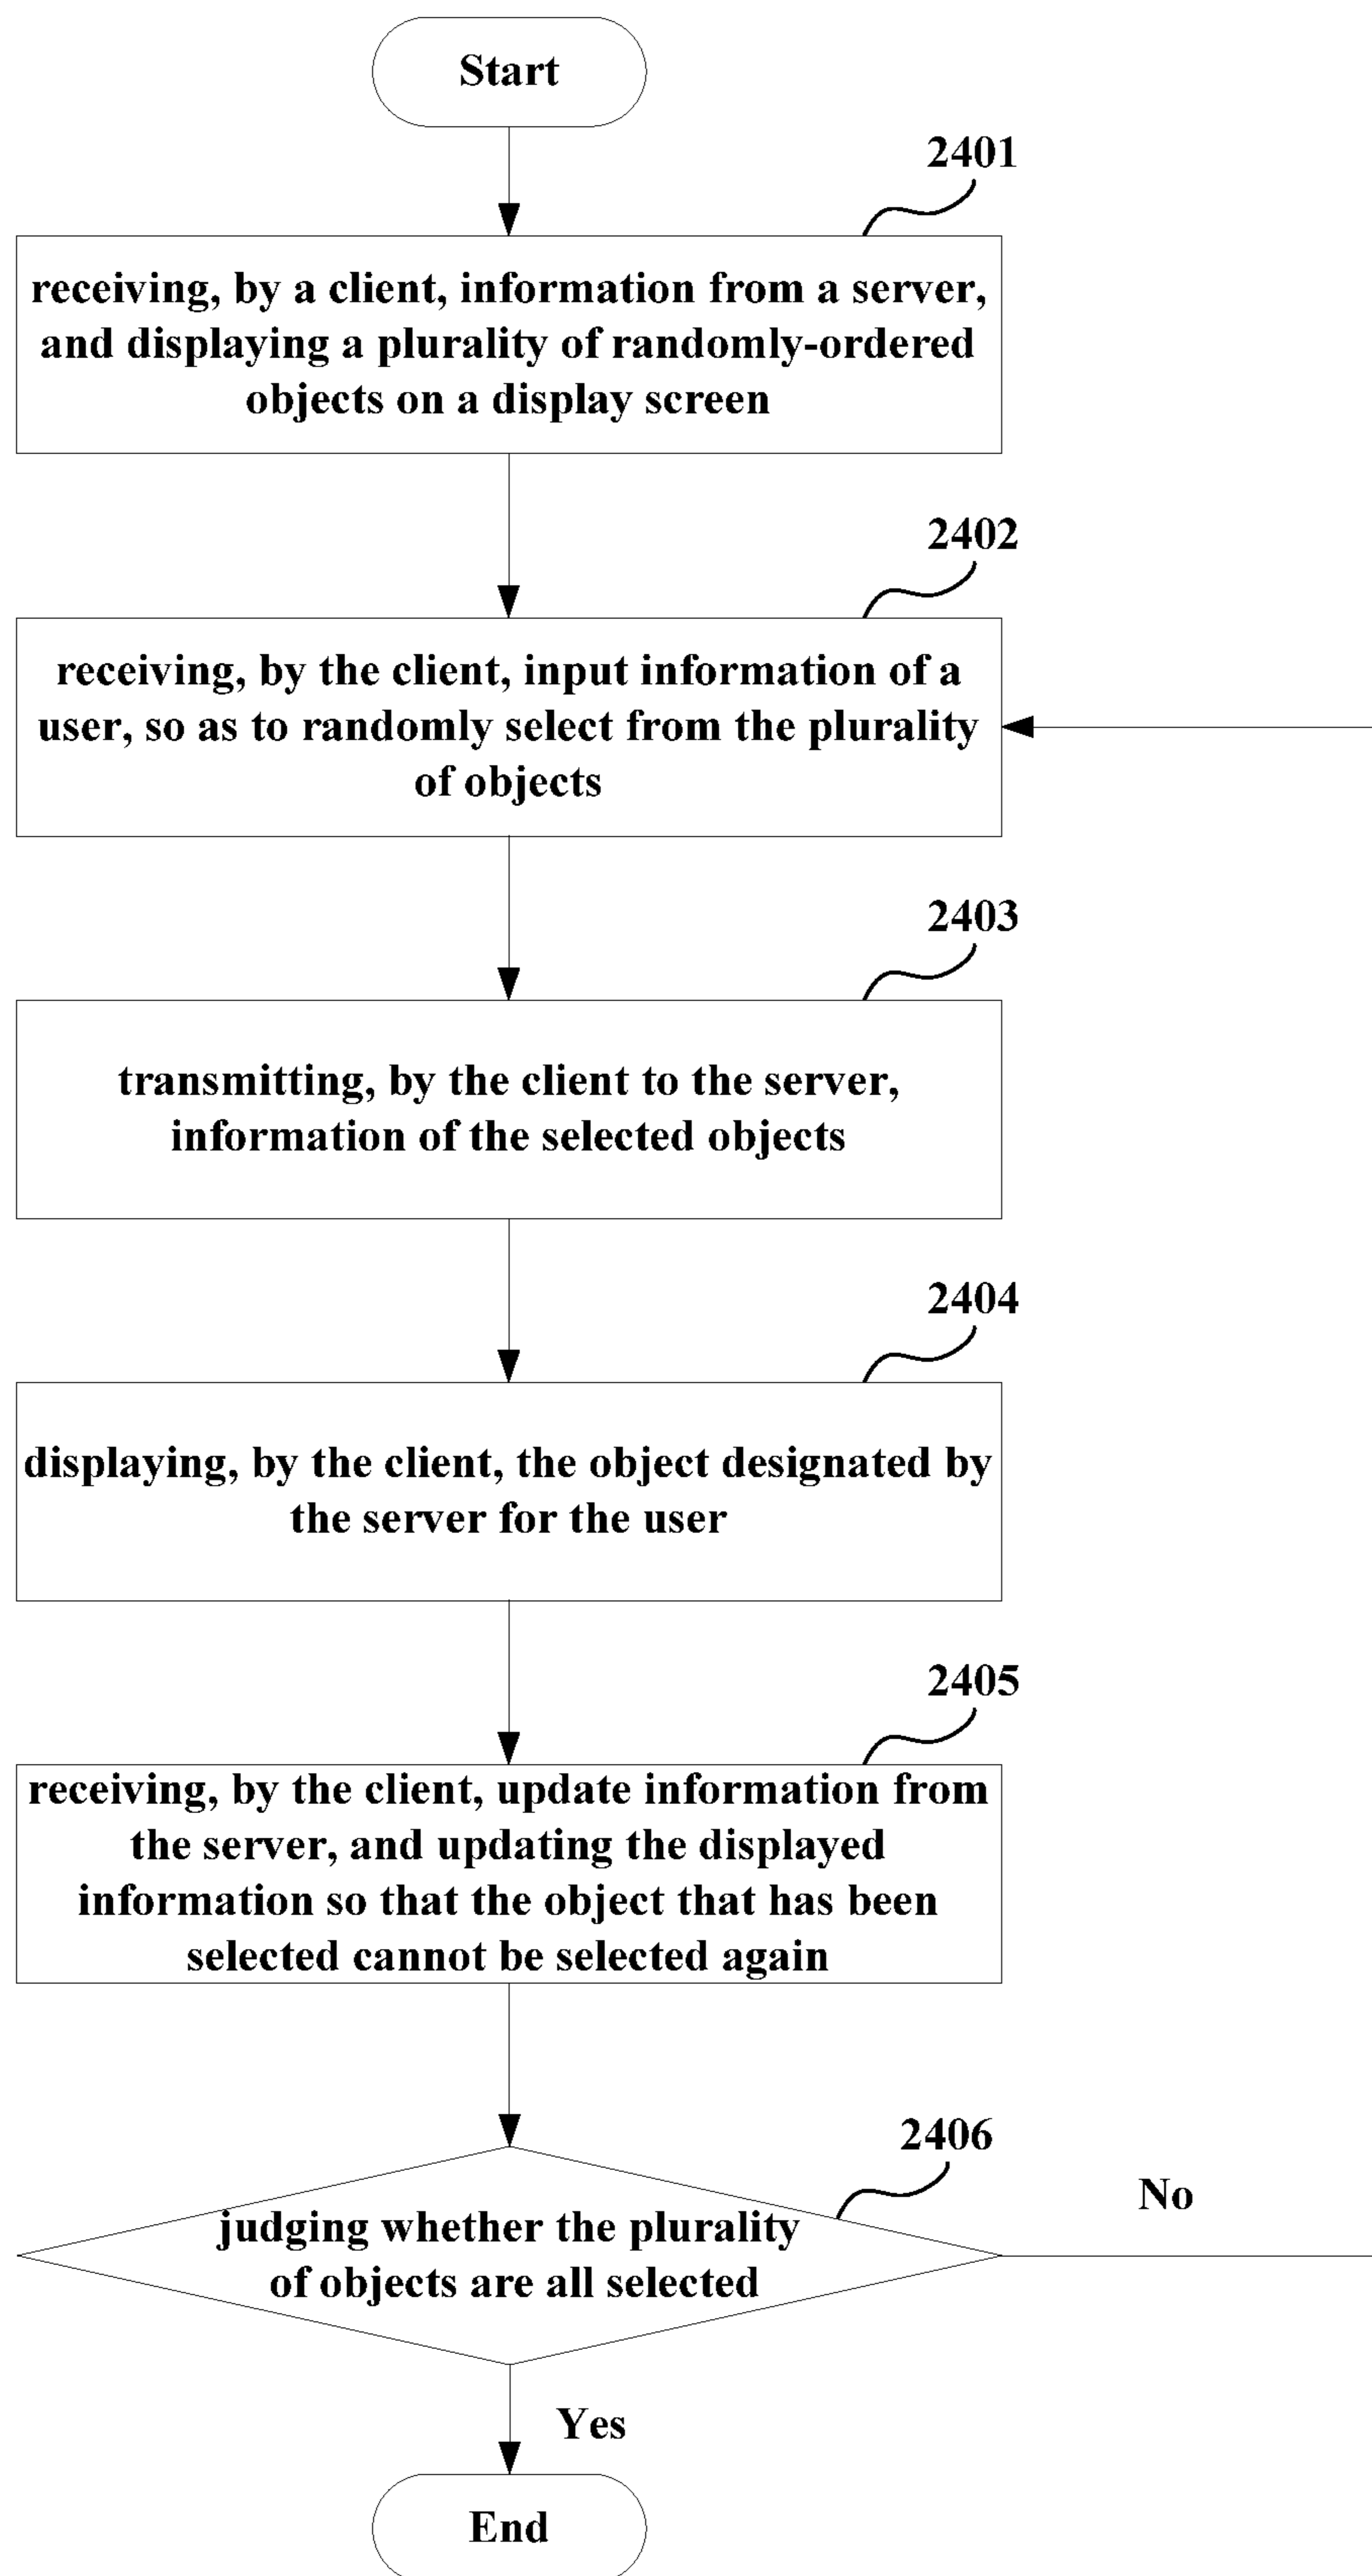 Start
2401
receiving, by a client, information from a server,
and displaying a plurality of randomly-ordered
objects on a display screen
2402
receiving, by the client, input information of a
user, so as to randomly select from the plurality
of objects
2403
transmitting, by the client to the server,
information of the selected objects
2404
displaying, by the client, the object designated by
the server for the user
2405
receiving, by the client, update information from
the server, and updating the displayed
information so that the object that has been
selected cannot be selected again
2406
No
judging whether the plurality
of objects are all selected
Yes
End